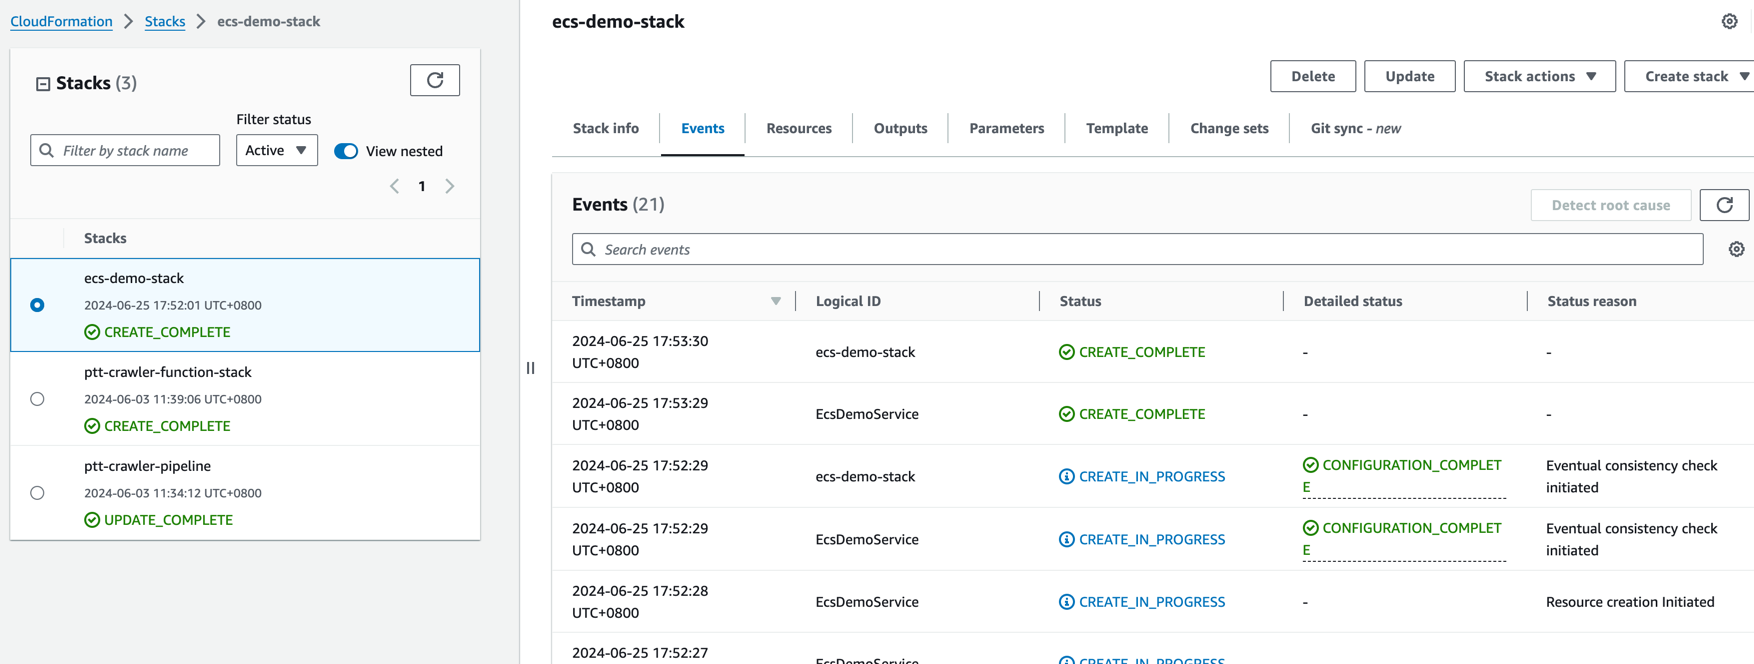 CloudFormation > Stacks > ecs-demo-stack
Stacks (3)
Filter status
Filter by stack name
Active
View nested
1
Stacks
ecs-demo-stack
2024-06-25 17:52:01 UTC+0800
CREATE_COMPLETE
ptt-crawler-function-stack
2024-06-03 11:39:06 UTC+0800
CREATE_COMPLETE
ptt-crawler-pipeline
2024-06-03 11:34:12 UTC+0800
UPDATE_COMPLETE
ecs-demo-stack
Delete Update Stack actions Create stack
Stack info Events Resources Outputs Parameters Template Change sets Git sync - new
Events (21)
Detect root cause
Search events
Timestamp Logical ID Status Detailed status Status reason
2024-06-25 17:53:30
UTC+0800
ecs-demo-stack
CREATE_COMPLETE
-
-
2024-06-25 17:53:29
UTC+0800
EcsDemoService
CREATE_COMPLETE
-
-
2024-06-25 17:52:29
UTC+0800
ecs-demo-stack
CREATE_IN_PROGRESS
CONFIGURATION_COMPLET
E
Eventual consistency check
initiated
2024-06-25 17:52:29
UTC+0800
EcsDemoService
CREATE_IN_PROGRESS
CONFIGURATION_COMPLET
E
Eventual consistency check
initiated
2024-06-25 17:52:28
UTC+0800
EcsDemoService
CREATE_IN_PROGRESS
-
Resource creation Initiated
2024-06-25 17:52:27
EcsDemoService
CREATE_IN_PROGRESS